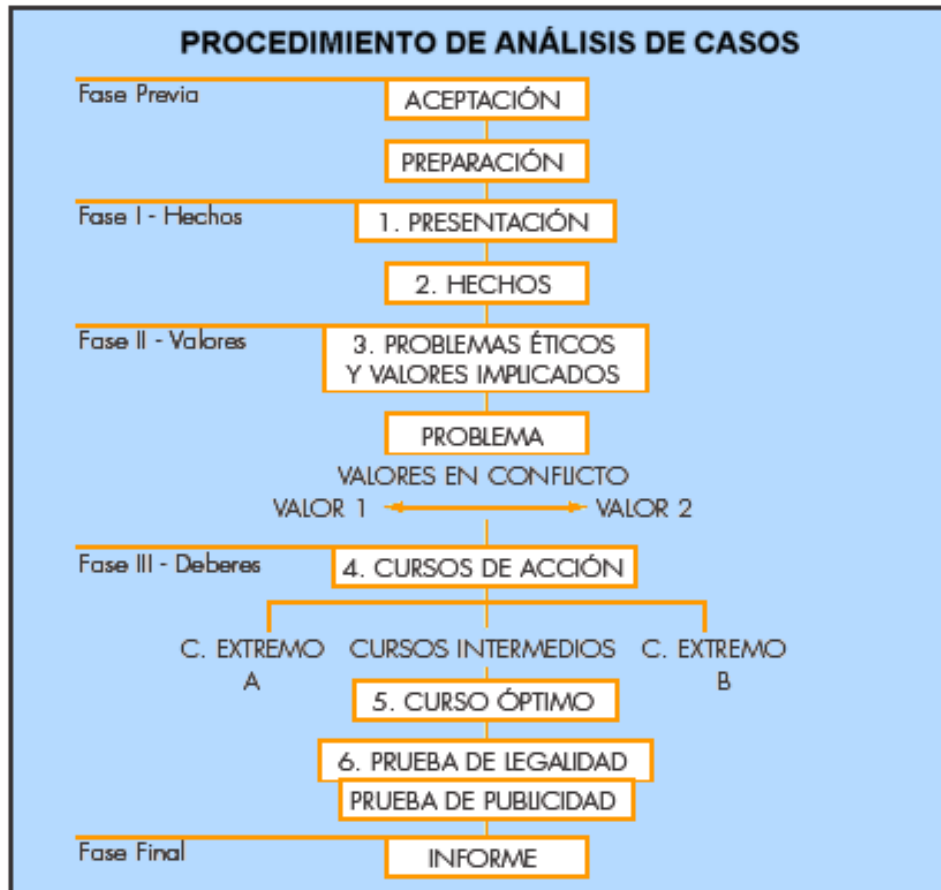 PROCEDIMIENTO DE ANÁLISIS DE CASOS
Fase Previa
ACEPTACIÓN
PREPARACIÓN
Fase I - Hechos
1. PRESENTACIÓN
2. HECHOS
Fase II - Valores
3. PROBLEMAS ÉTICOS
Y VALORES IMPLICADOS
PROBLEMA
VALORES EN CONFLICTO
VALOR 1 VALOR 2
Fase III - Deberes
4. CURSOS DE ACCIÓN
C. EXTREMO CURSOS INTERMEDIOS C. EXTREMO
A B
5. CURSO ÓPTIMO
6. PRUEBA DE LEGALIDAD
PRUEBA DE PUBLICIDAD
Fase Final
INFORME